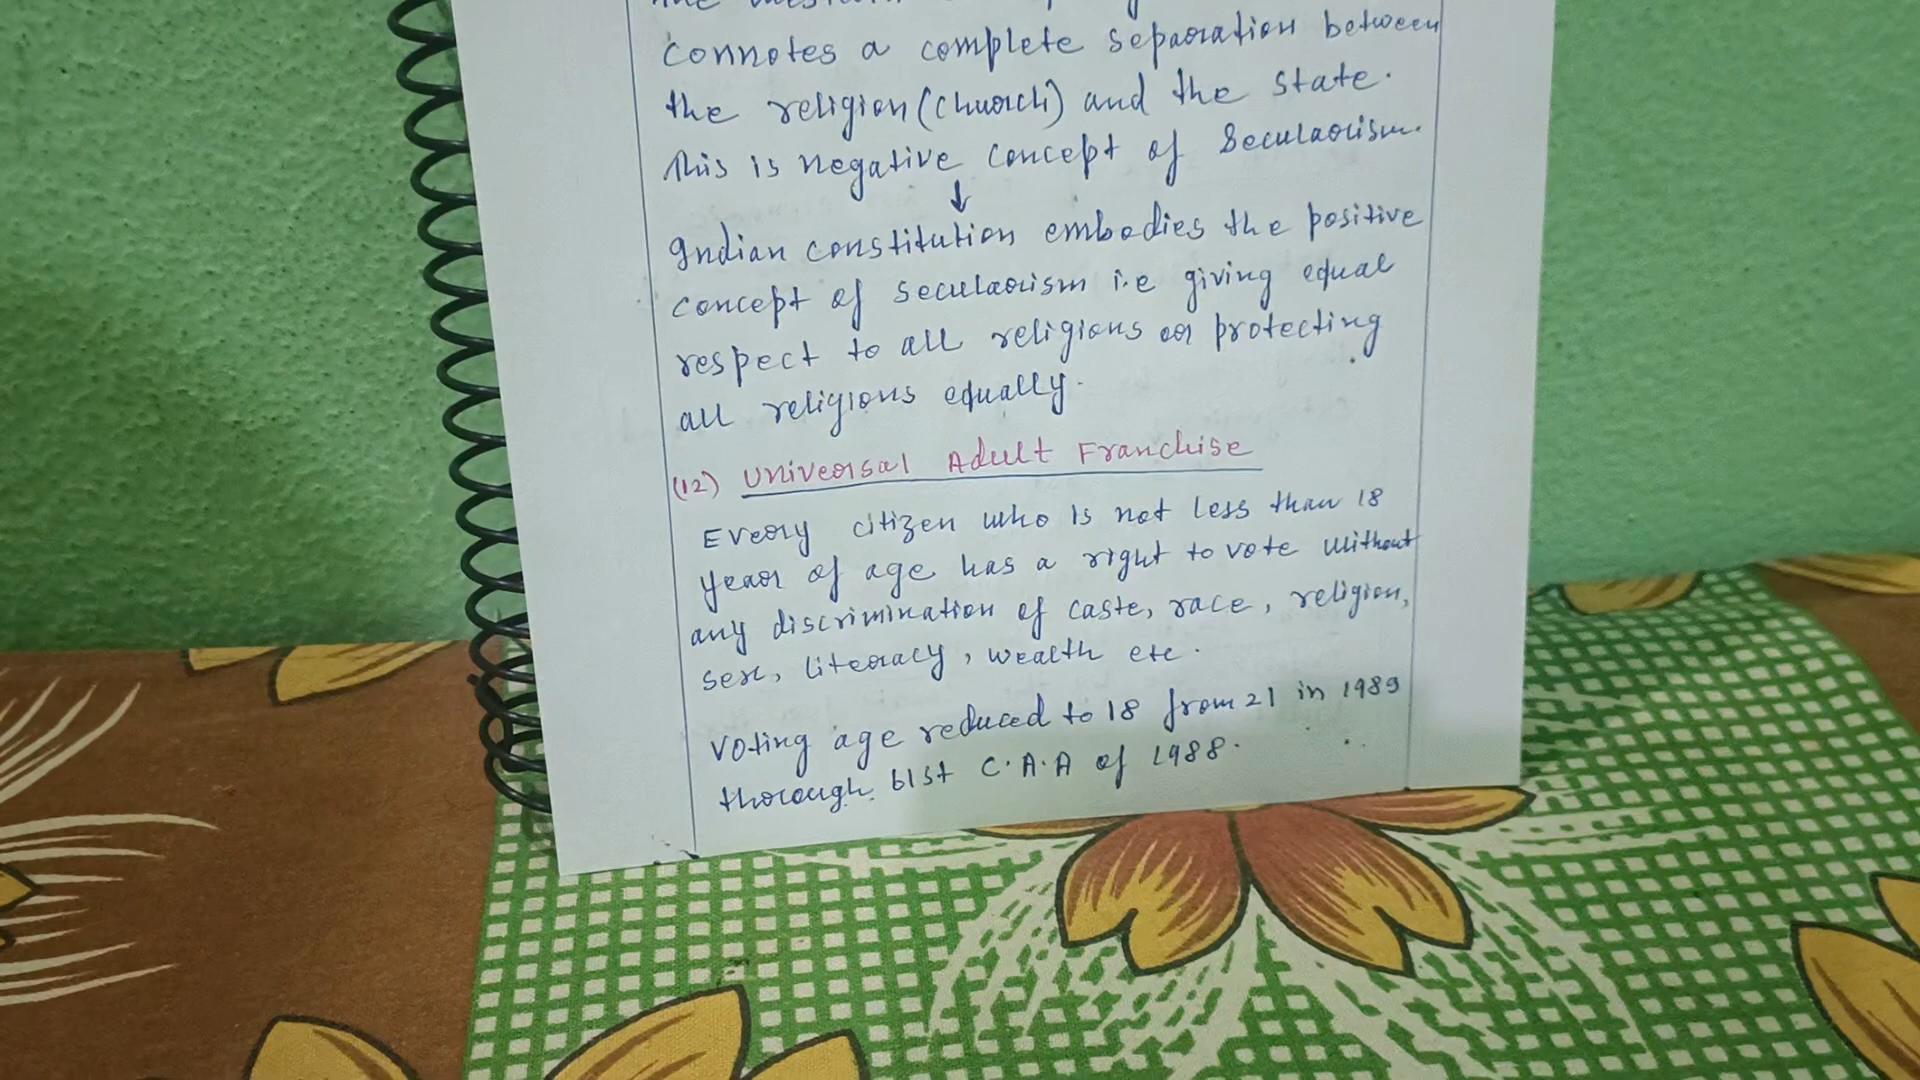 connotes a complete separation between
the religion (church) and the state.
This is negative concept of Secularism.
↓
Indian constitution embodies the positive
concept of secularism i.e giving equal
respect to all religions or protecting
all religions equally.
(12) Universal Adult Franchise
Every citizen who is not less than 18
year of age has a right to vote without
any discrimination of caste, race, religion,
sex, literacy, wealth etc.
Voting age reduced to 18 from 21 in 1989
thorough 61st C.A.A of 1988.